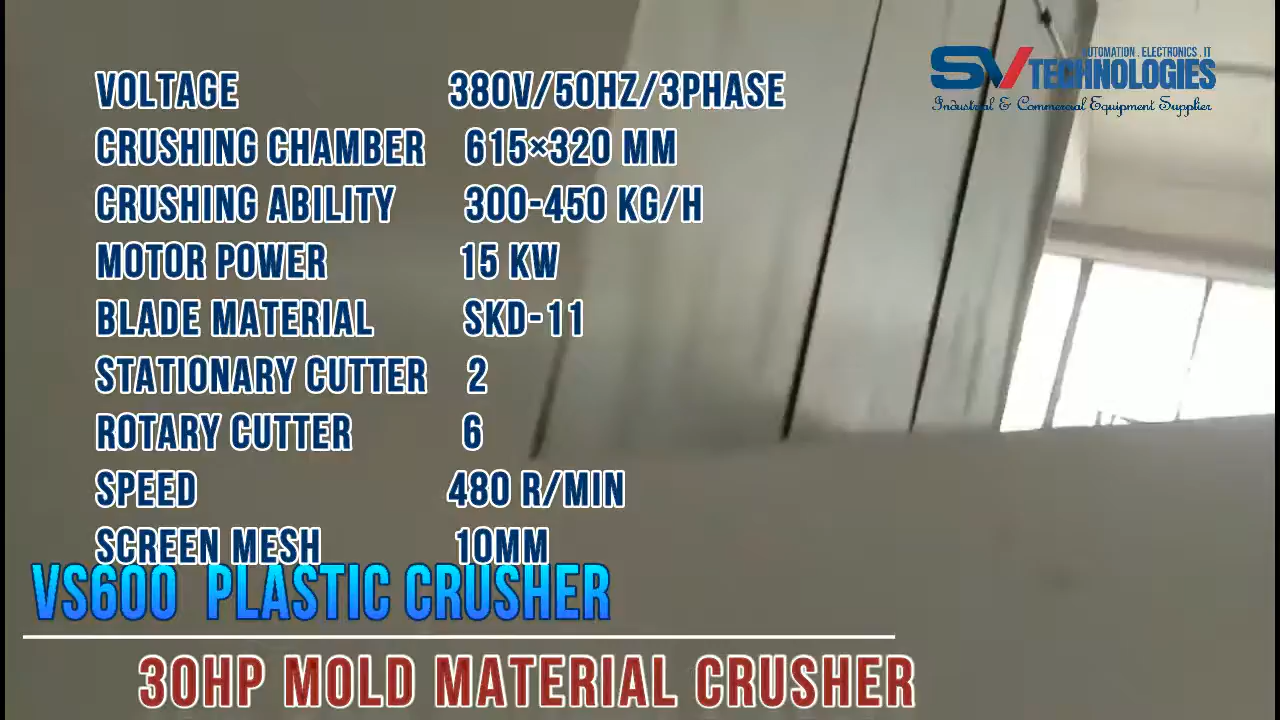 AUTOMATION . ELECTRONICS . IT
SV TECHNOLOGIES
Industrial & Commercial Equipment Supplier
VOLTAGE 380V/50HZ/3PHASE
CRUSHING CHAMBER 615×320 MM
CRUSHING ABILITY 300-450 KG/H
MOTOR POWER 15 KW
BLADE MATERIAL SKD-11
STATIONARY CUTTER 2
ROTARY CUTTER 6
SPEED 480 R/MIN
SCREEN MESH 10MM
VS600 PLASTIC CRUSHER
30HP MOLD MATERIAL CRUSHER